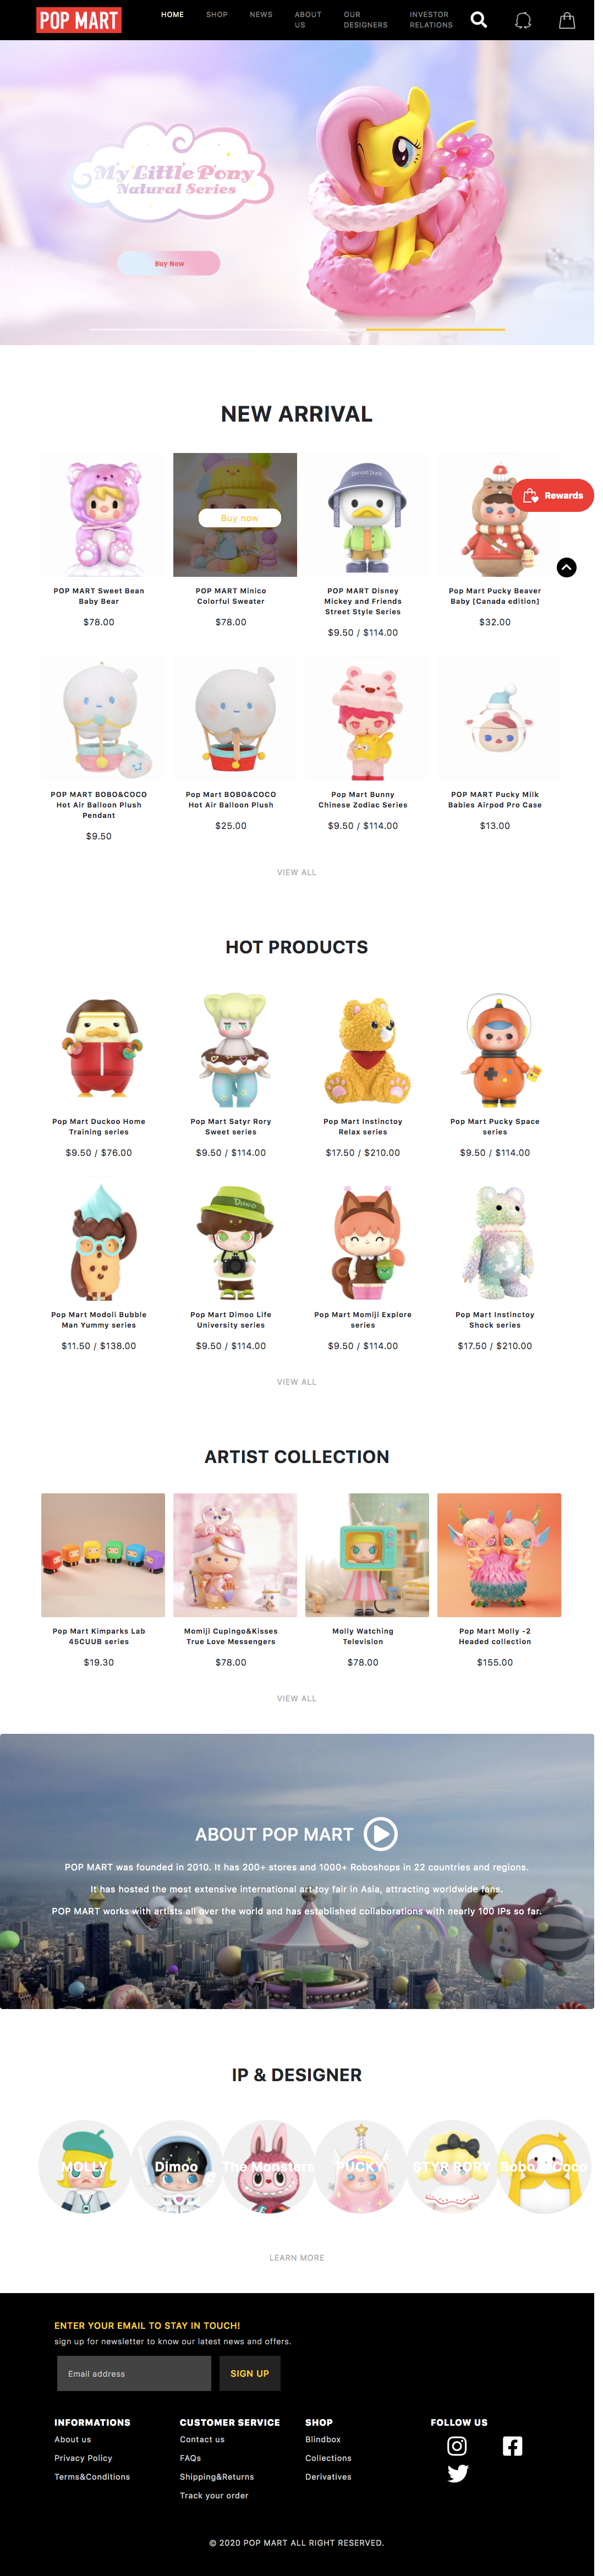 POP MART
HOME
SHOP
NEWS
ABOUT
US
OUR
DESIGNERS
INVESTOR
RELATIONS
My Little Pony
Natural Series
Buy Now
NEW ARRIVAL
Buy now
Donald Duck
Rewards
POP MART Sweet Bean
Baby Bear
$78.00
POP MART Minico
Colorful Sweater
$78.00
POP MART Disney
Mickey and Friends
Street Style Series
$9.50 / $114.00
Pop Mart Pucky Beaver
Baby [Canada edition]
$32.00
POP MART BOBO&COCO
Hot Air Balloon Plush
Pendant
$9.50
Pop Mart BOBO&COCO
Hot Air Balloon Plush
$25.00
Pop Mart Bunny
Chinese Zodiac Series
$9.50 / $114.00
POP MART Pucky Milk
Babies Airpod Pro Case
$13.00
VIEW ALL
HOT PRODUCTS
Pop Mart Duckoo Home
Training series
$9.50 / $76.00
Pop Mart Satyr Rory
Sweet series
$9.50 / $114.00
Pop Mart Instinctoy
Relax series
$17.50 / $210.00
Pop Mart Pucky Space
series
$9.50 / $114.00
DIMOO
Pop Mart Modoli Bubble
Man Yummy series
$11.50 / $138.00
Pop Mart Dimoo Life
University series
$9.50 / $114.00
Pop Mart Momiji Explore
series
$9.50 / $114.00
Pop Mart Instinctoy
Shock series
$17.50 / $210.00
VIEW ALL
ARTIST COLLECTION
Pop Mart Kimparks Lab
45CUUB series
$19.30
Momiji Cupingo&Kisses
True Love Messengers
$78.00
Molly Watching
Television
$78.00
Pop Mart Molly -2
Headed collection
$155.00
VIEW ALL
ABOUT POP MART
POP MART was founded in 2010. It has 200+ stores and 1000+ Roboshops in 22 countries and regions.
It has hosted the most extensive international art toy fair in Asia, attracting worldwide fans.
POP MART works with artists all over the world and has established collaborations with nearly 100 IPs so far.
IP & DESIGNER
MOLLY
Dimoo
The Monsters
PUCKY
STYR RORY
Bobo & Coco
LEARN MORE
ENTER YOUR EMAIL TO STAY IN TOUCH!
sign up for newsletter to know our latest news and offers.
Email address
SIGN UP
INFORMATIONS
About us
Privacy Policy
Terms&Conditions
CUSTOMER SERVICE
Contact us
FAQs
Shipping&Returns
Track your order
SHOP
Blindbox
Collections
Derivatives
FOLLOW US
© 2020 POP MART ALL RIGHT RESERVED.